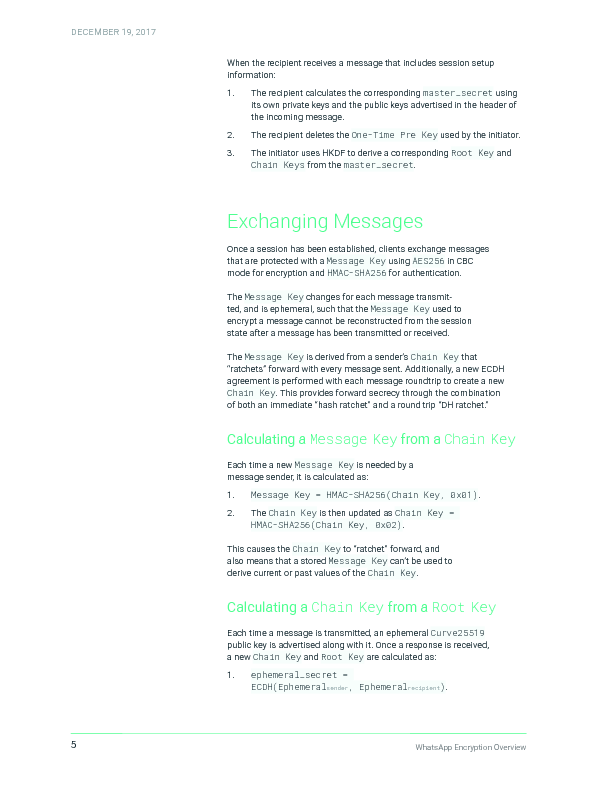 DECEMBER 19, 2017
When the recipient receives a message that includes session setup
information:
1. The recipient calculates the corresponding master_secret using
its own private keys and the public keys advertised in the header of
the incoming message.
2. The recipient deletes the One-Time Pre Key used by the initiator.
3. The initiator uses HKDF to derive a corresponding Root Key and
Chain Keys from the master_secret.
Exchanging Messages
Once a session has been established, clients exchange messages
that are protected with a Message Key using AES256 in CBC
mode for encryption and HMAC-SHA256 for authentication.
The Message Key changes for each message transmit-
ted, and is ephemeral, such that the Message Key used to
encrypt a message cannot be reconstructed from the session
state after a message has been transmitted or received.
The Message Key is derived from a sender's Chain Key that
“ratchets” forward with every message sent. Additionally, a new ECDH
agreement is performed with each message roundtrip to create a new
Chain Key. This provides forward secrecy through the combination
of both an immediate “hash ratchet” and a round trip “DH ratchet.”
Calculating a Message Key from a Chain Key
Each time a new Message Key is needed by a
message sender, it is calculated as:
1. Message Key = HMAC-SHA256(Chain Key, 0x01).
2. The Chain Key is then updated as Chain Key =
HMAC-SHA256(Chain Key, 0x02).
This causes the Chain Key to “ratchet” forward, and
also means that a stored Message Key can't be used to
derive current or past values of the Chain Key.
Calculating a Chain Key from a Root Key
Each time a message is transmitted, an ephemeral Curve25519
public key is advertised along with it. Once a response is received,
a new Chain Key and Root Key are calculated as:
1. ephemeral_secret =
ECDH(Ephemeralsender, Ephemeralrecipient).
5
WhatsApp Encryption Overview